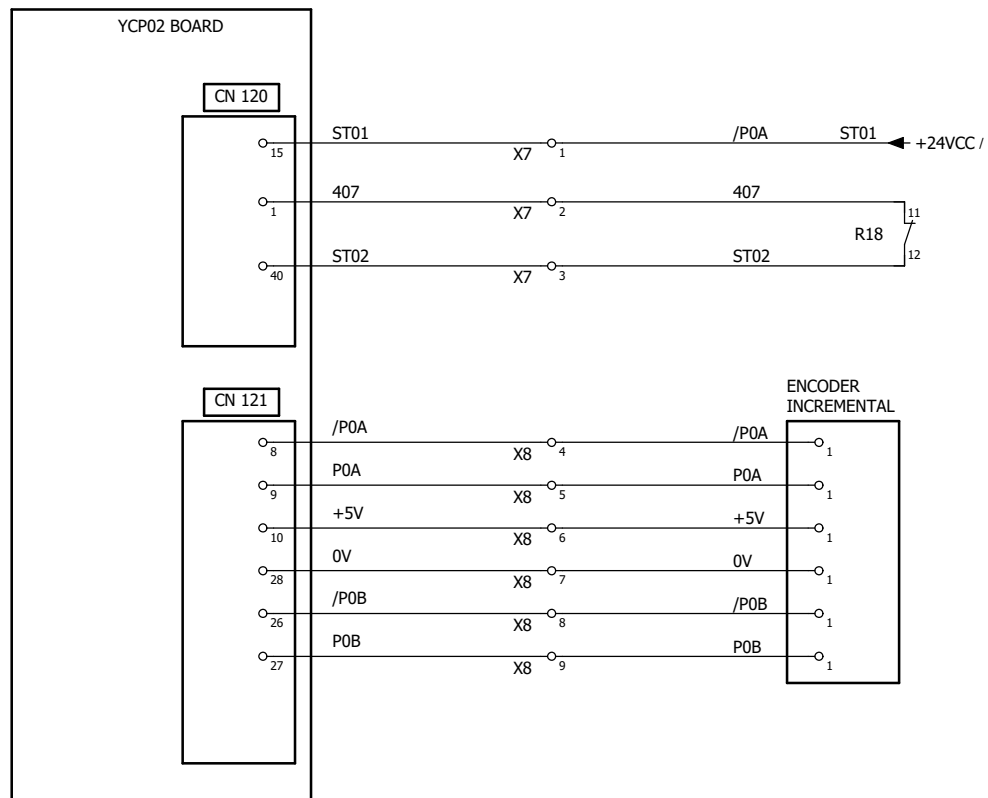 YCP02 BOARD
CN 120
ST01 /P0A ST01
15 X7 1 +24VCC /
407 407
1 X7 2 11
R18
ST02 ST02 12
40 X7 3
ENCODER
INCREMENTAL
CN 121
/P0A /P0A
8 X8 4 1
P0A P0A
9 X8 5 1
+5V +5V
10 X8 6 1
0V 0V
28 X8 7 1
/P0B /P0B
26 X8 8 1
P0B P0B
27 X8 9 1